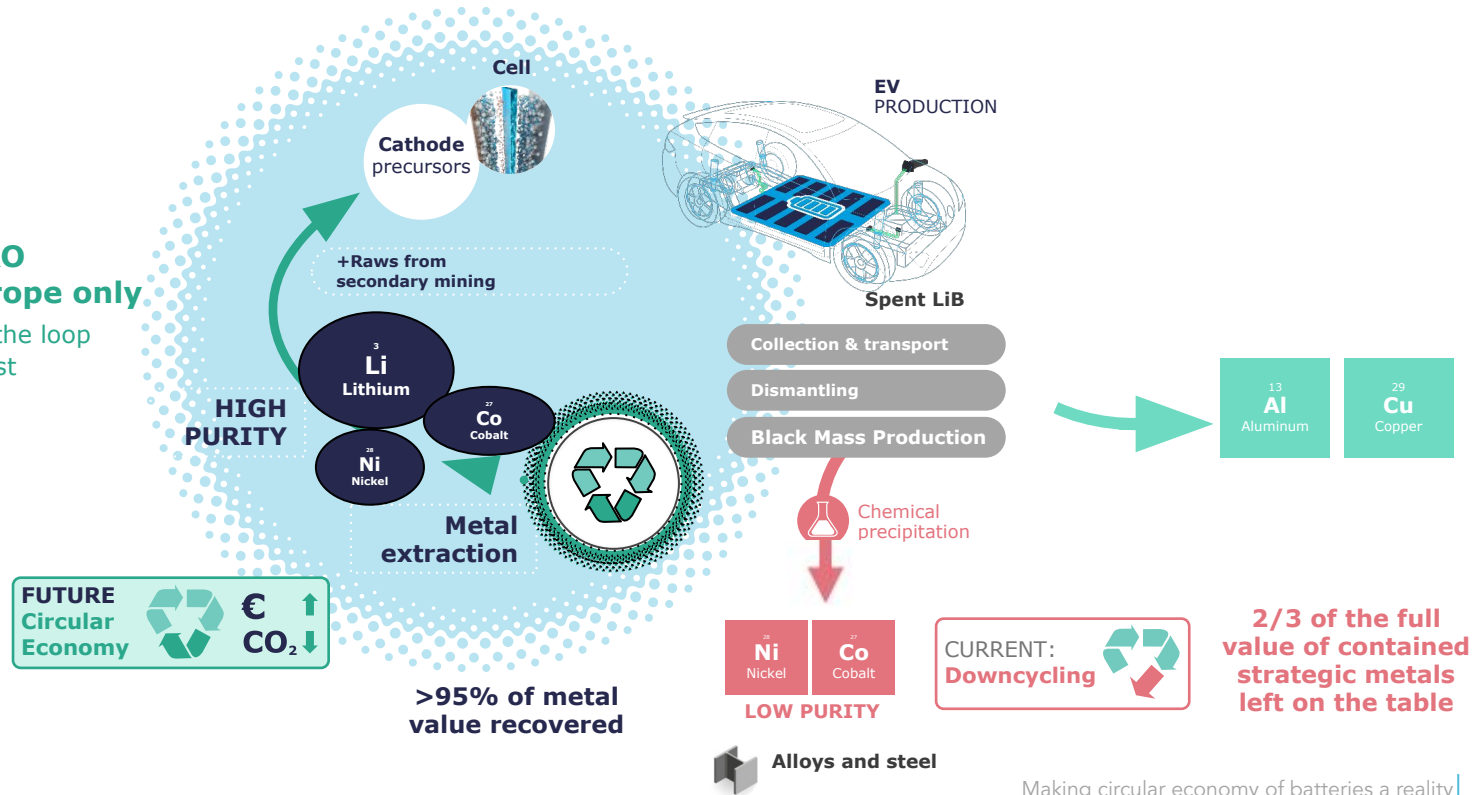 Cell
Cathode
precursors
EV
PRODUCTION
+Raws from
secondary mining
rope only
the loop
3
Li
Lithium
HIGH
PURITY
27
Co
Cobalt
28
Ni
Nickel
Metal
extraction
Spent LiB
Collection & transport
Dismantling
Black Mass Production
13
Al
Aluminum
29
Cu
Copper
Chemical
precipitation
FUTURE
Circular
Economy
€
CO₂
>95% of metal
value recovered
28
Ni
Nickel
27
Co
Cobalt
LOW PURITY
CURRENT:
Downcycling
2/3 of the full
value of contained
strategic metals
left on the table
Alloys and steel
Making circular economy of batteries a reality